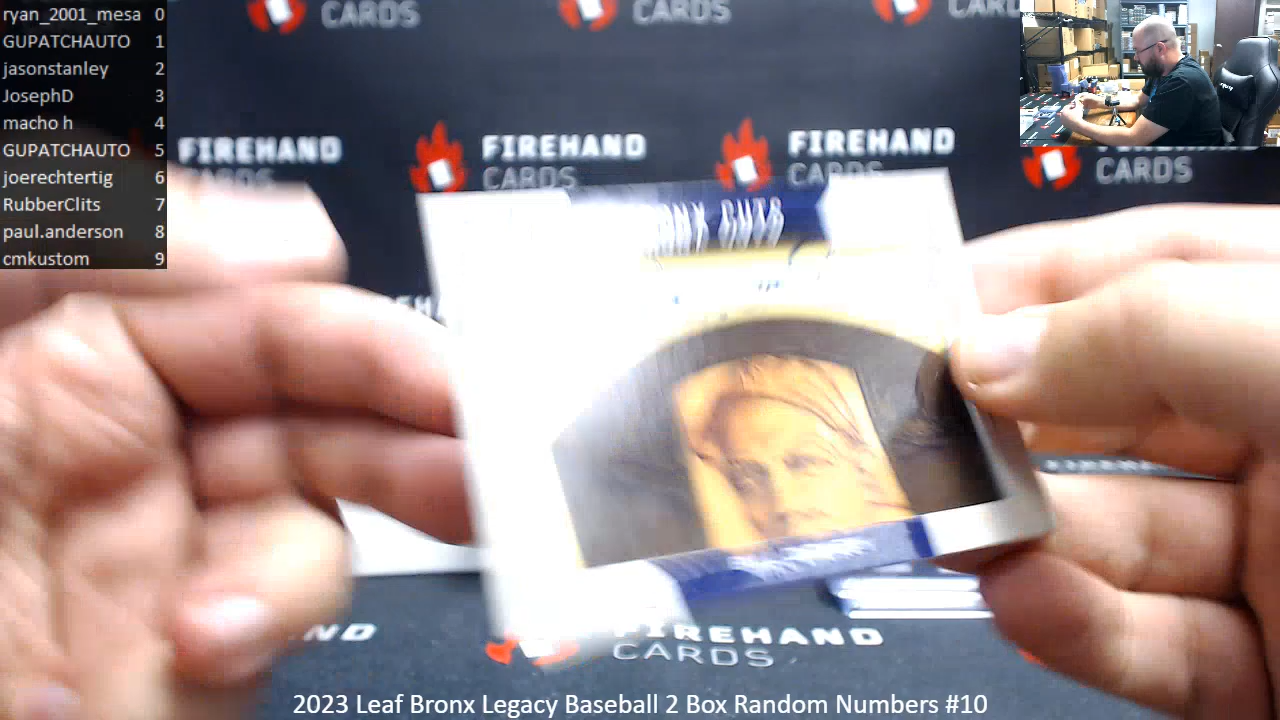 ryan_2001_mesa 0
GUPATCHAUTO 1
jasonstanley 2
JosephD 3
macho h 4
GUPATCHAUTO 5
joerechtertig 6
RubberClits 7
paul.anderson 8
cmkustom 9
CARDS
CARDS
CARDS
FIREHAND
CARDS
FIREHAND
CARDS
FIREHAND
CARDS
CARDS
CUTS
FIREHAND
CARDS
2023 Leaf Bronx Legacy Baseball 2 Box Random Numbers #10